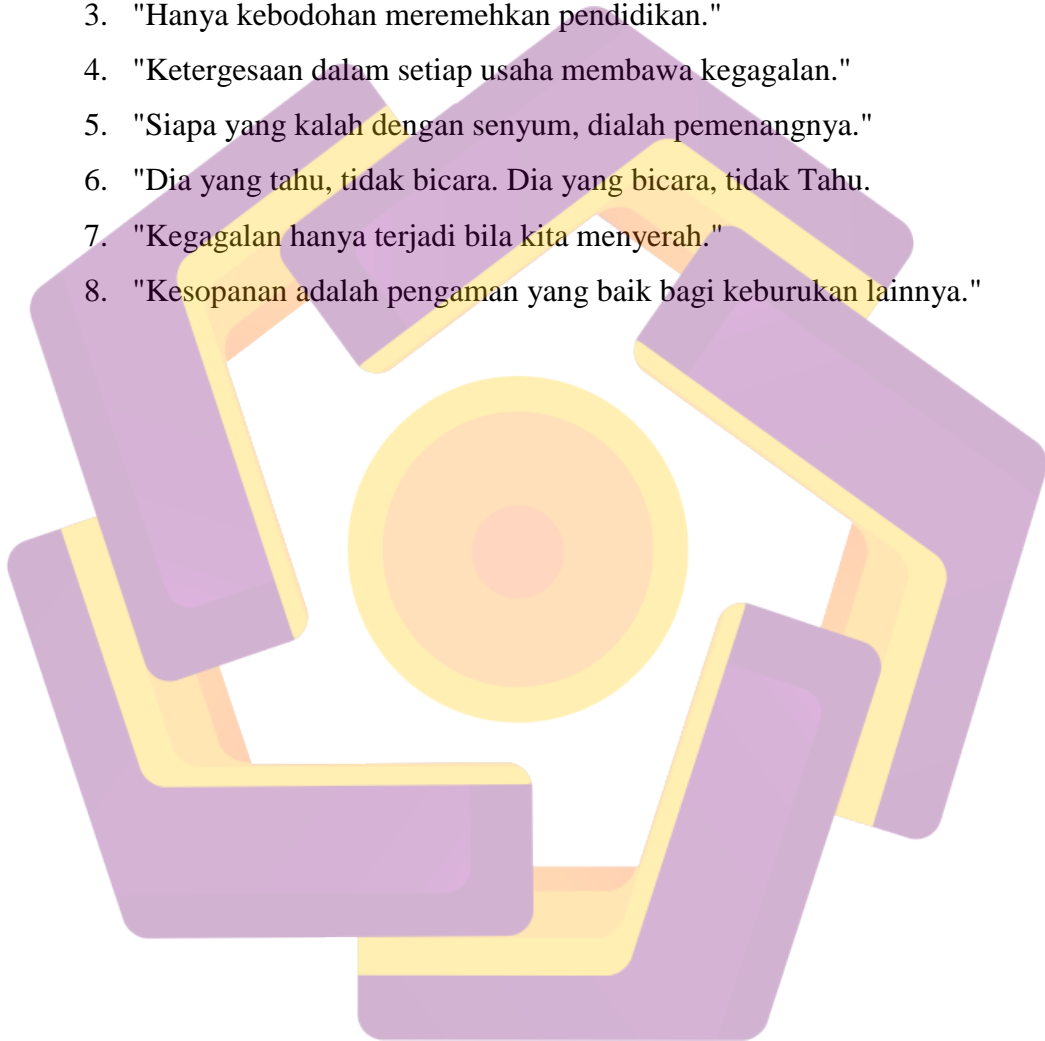 3. "Hanya kebodohan meremehkan pendidikan."
4. "Ketergesaan dalam setiap usaha membawa kegagalan."
5. "Siapa yang kalah dengan senyum, dialah pemenangnya."
6. "Dia yang tahu, tidak bicara. Dia yang bicara, tidak Tahu.
7. "Kegagalan hanya terjadi bila kita menyerah."
8. "Kesopanan adalah pengaman yang baik bagi keburukan lainnya."